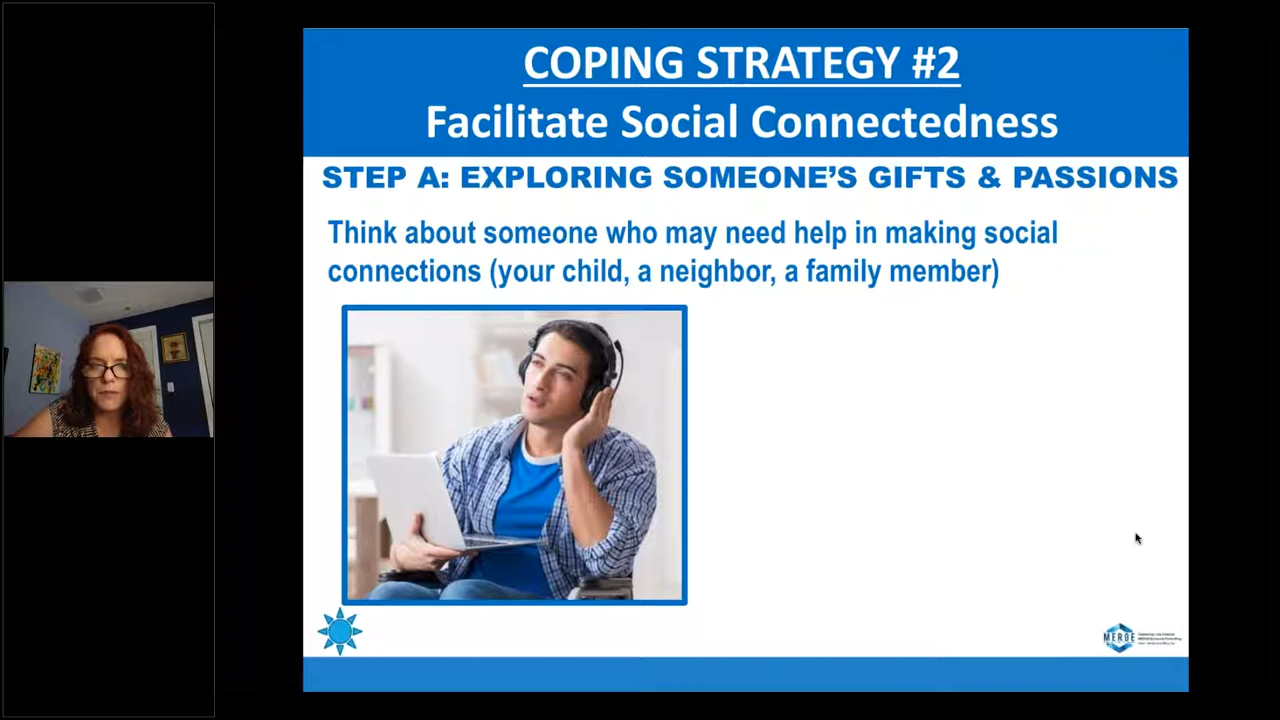 COPING STRATEGY #2
Facilitate Social Connectedness
STEP A: EXPLORING SOMEONE’S GIFTS & PASSIONS
Think about someone who may need help in making social
connections (your child, a neighbor, a family member)
MERGE